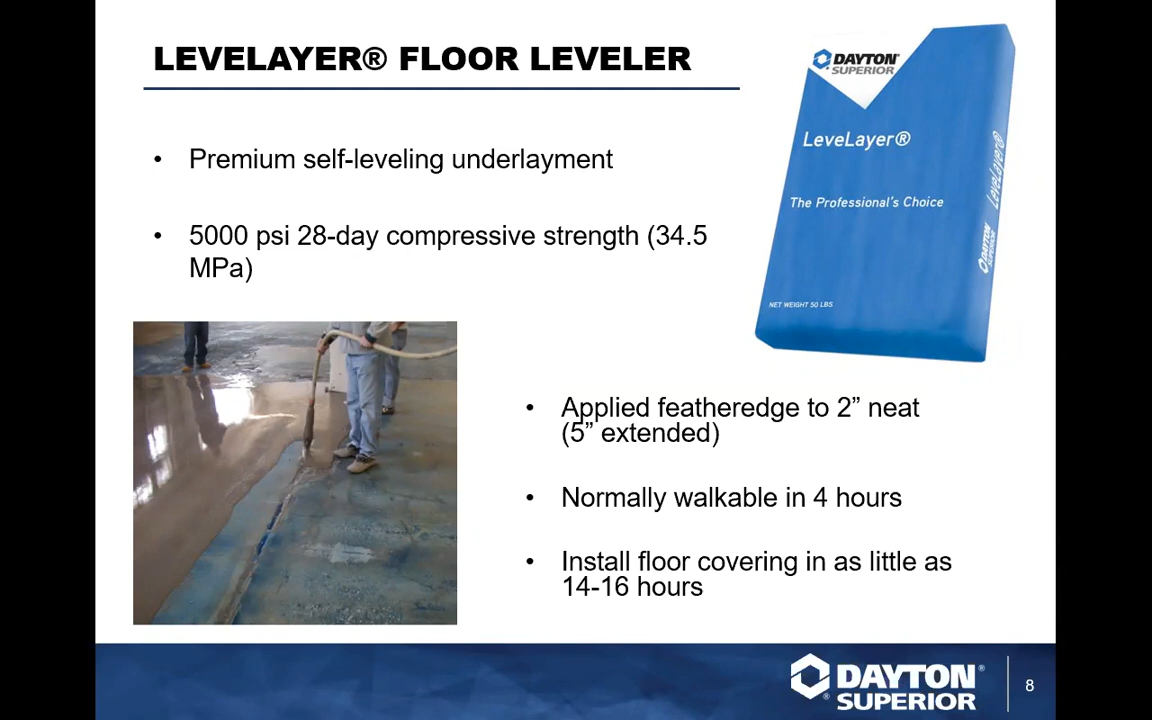 LEVELAYER® FLOOR LEVELER
DAYTON®
SUPERIOR
LeveLayer®
The Professional's Choice
NET WEIGHT 50 LBS
LeveLayer®
DAYTON
SUPERIOR
• Premium self-leveling underlayment
• 5000 psi 28-day compressive strength (34.5
MPa)
• Applied featheredge to 2” neat
(5” extended)
• Normally walkable in 4 hours
• Install floor covering in as little as
14-16 hours
DAYTON®
®SUPERIOR
8